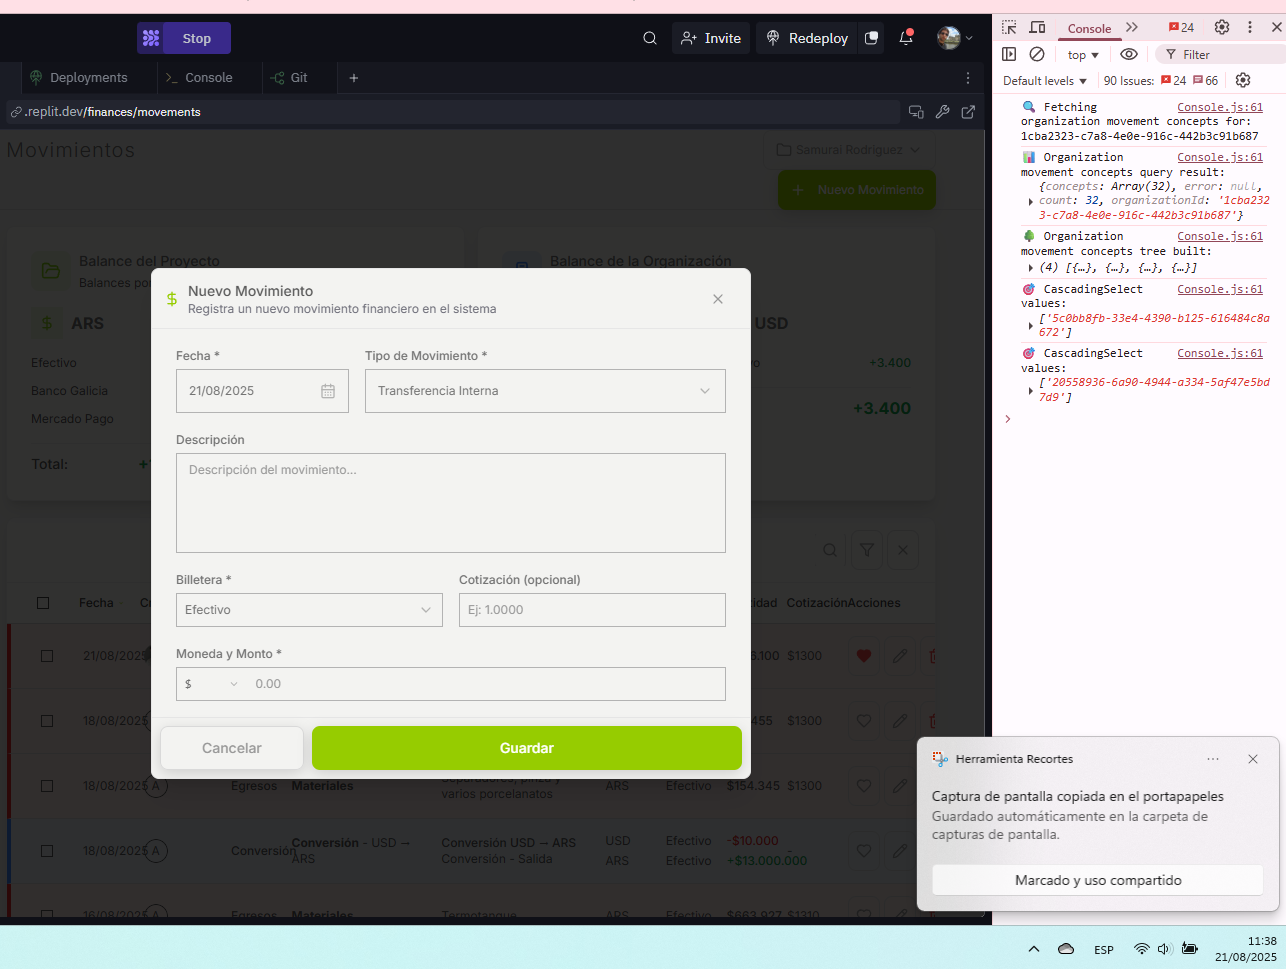 Stop
Invite
Redeploy
Deployments
Console
Git
.replit.dev/finances/movements
Movimientos
Samurai Rodriguez
Nuevo Movimiento
Balance del Proyecto
Balances po
Balance de la Organización
ARS
USD
Efectivo
+3.400
Banco Galicia
Mercado Pago
+3.400
Total:
Nuevo Movimiento
Registra un nuevo movimiento financiero en el sistema
Fecha *
Tipo de Movimiento *
21/08/2025
Transferencia Interna
Descripción
Descripción del movimiento...
Billetera *
Cotización (opcional)
Efectivo
Ej: 1.0000
Moneda y Monto *
$
0.00
Cancelar
Guardar
Fecha
Cotización
Acciones
21/08/2025
$1300
18/08/2025
$1300
18/08/2025 A Egresos Materiales
varios porcelanatos
ARS Efectivo $154.345 $1300
18/08/2025 A Conversión
Conversión - USD →
ARS
Conversión USD → ARS
Conversión - Salida
USD Efectivo -$10.000 -
ARS Efectivo +$13.000.000
16/08/2025 Egresos Materiales Termotanque ARS Efectivo $663.927 $1310
Console
24
top
Filter
Default levels
90 Issues:
24
66
Fetching Console.js:61
organization movement concepts for:
1cba2323-c7a8-4e0e-916c-442b3c91b687
Organization Console.js:61
movement concepts query result:
{concepts: Array(32), error: null,
count: 32, organizationId: '1cba232
3-c7a8-4e0e-916c-442b3c91b687'}
Organization Console.js:61
movement concepts tree built:
(4) [{…}, {…}, {…}, {…}]
CascadingSelect Console.js:61
values:
['5c0bb8fb-33e4-4390-b125-616484c8a
672']
CascadingSelect Console.js:61
values:
['20558936-6a90-4944-a334-5af47e5bd
7d9']
Herramienta Recortes
Captura de pantalla copiada en el portapapeles
Guardado automáticamente en la carpeta de
capturas de pantalla.
Marcado y uso compartido
ESP
11:38
21/08/2025